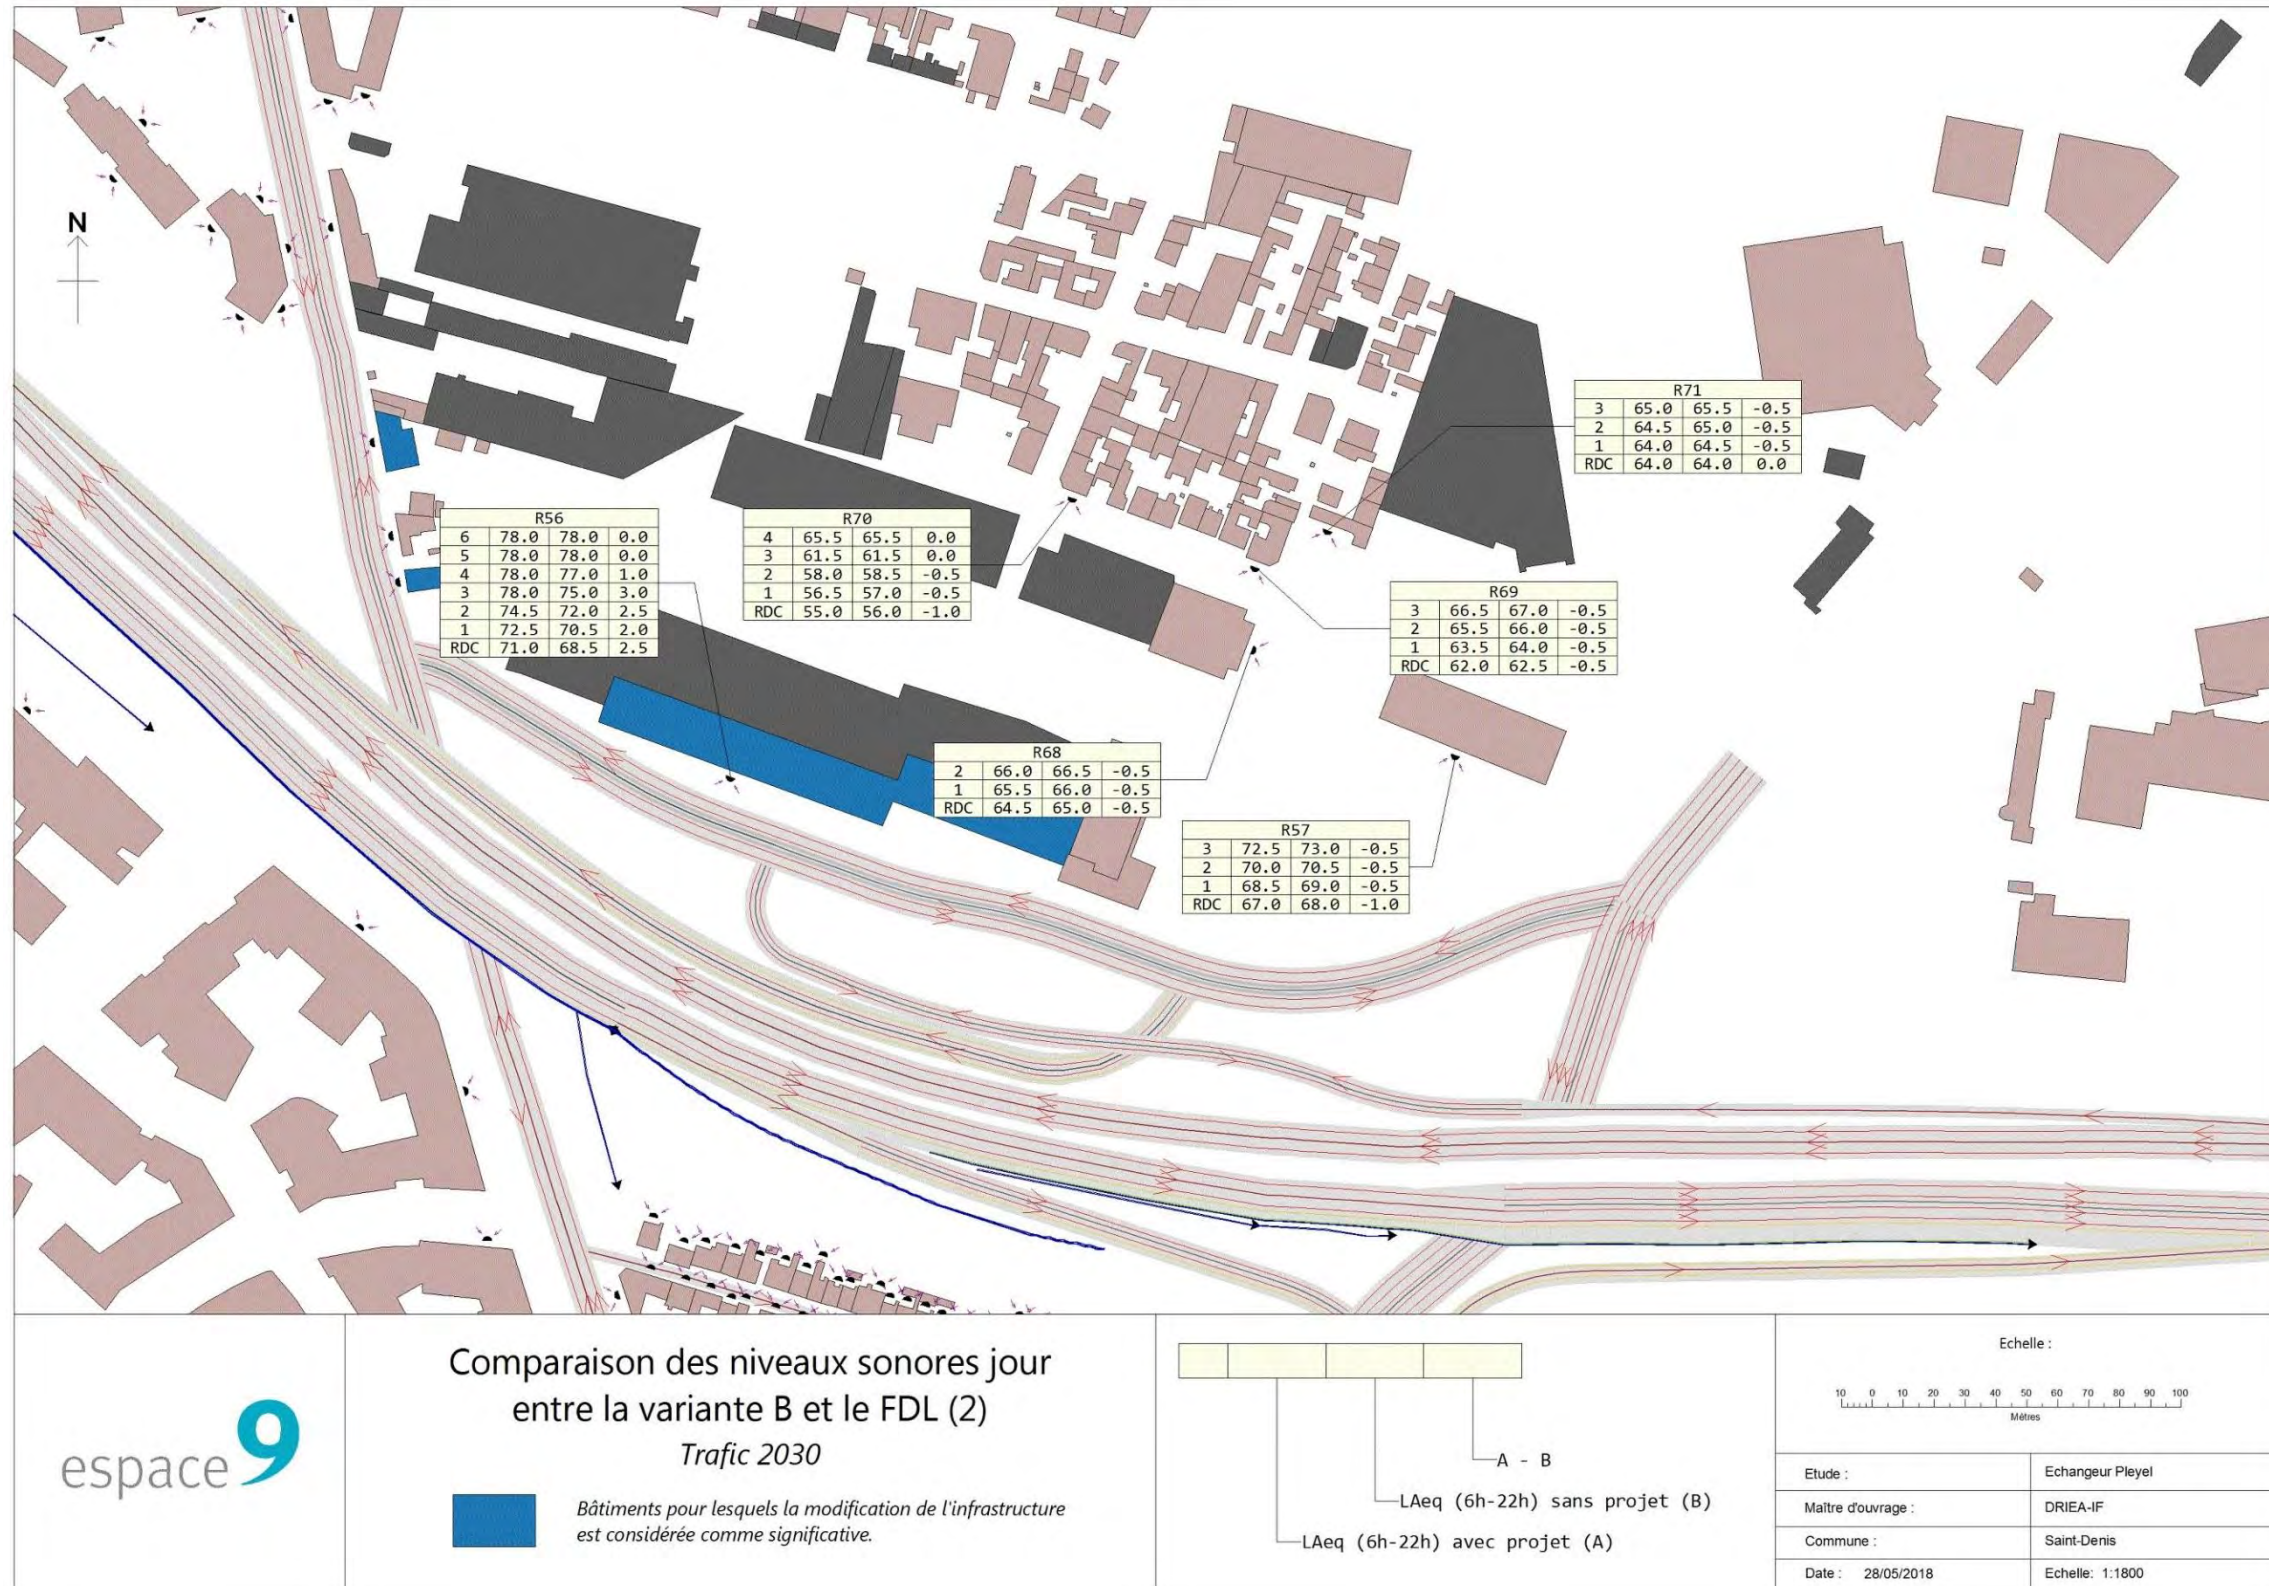 N
R71
3 65.0 65.5 -0.5
2 64.5 65.0 -0.5
1 64.0 64.5 -0.5
RDC 64.0 64.0 0.0
R56
6 78.0 78.0 0.0
5 78.0 78.0 0.0
4 78.0 77.0 1.0
3 78.0 75.0 3.0
2 74.5 72.0 2.5
1 72.5 70.5 2.0
RDC 71.0 68.5 2.5
R70
4 65.5 65.5 0.0
3 61.5 61.5 0.0
2 58.0 58.5 -0.5
1 56.5 57.0 -0.5
RDC 55.0 56.0 -1.0
R69
3 66.5 67.0 -0.5
2 65.5 66.0 -0.5
1 63.5 64.0 -0.5
RDC 62.0 62.5 -0.5
R68
2 66.0 66.5 -0.5
1 65.5 66.0 -0.5
RDC 64.5 65.0 -0.5
R57
3 72.5 73.0 -0.5
2 70.0 70.5 -0.5
1 68.5 69.0 -0.5
RDC 67.0 68.0 -1.0
espace 9
Comparaison des niveaux sonores jour
entre la variante B et le FDL (2)
Trafic 2030
Bâtiments pour lesquels la modification de l'infrastructure
est considérée comme significative.
A - B
LAeq (6h-22h) sans projet (B)
LAeq (6h-22h) avec projet (A)
Echelle :
10 0 10 20 30 40 50 60 70 80 90 100
Mètres
Etude : Echangeur Pleyel
Maître d'ouvrage : DRIEA-IF
Commune : Saint-Denis
Date : 28/05/2018 Echelle: 1:1800